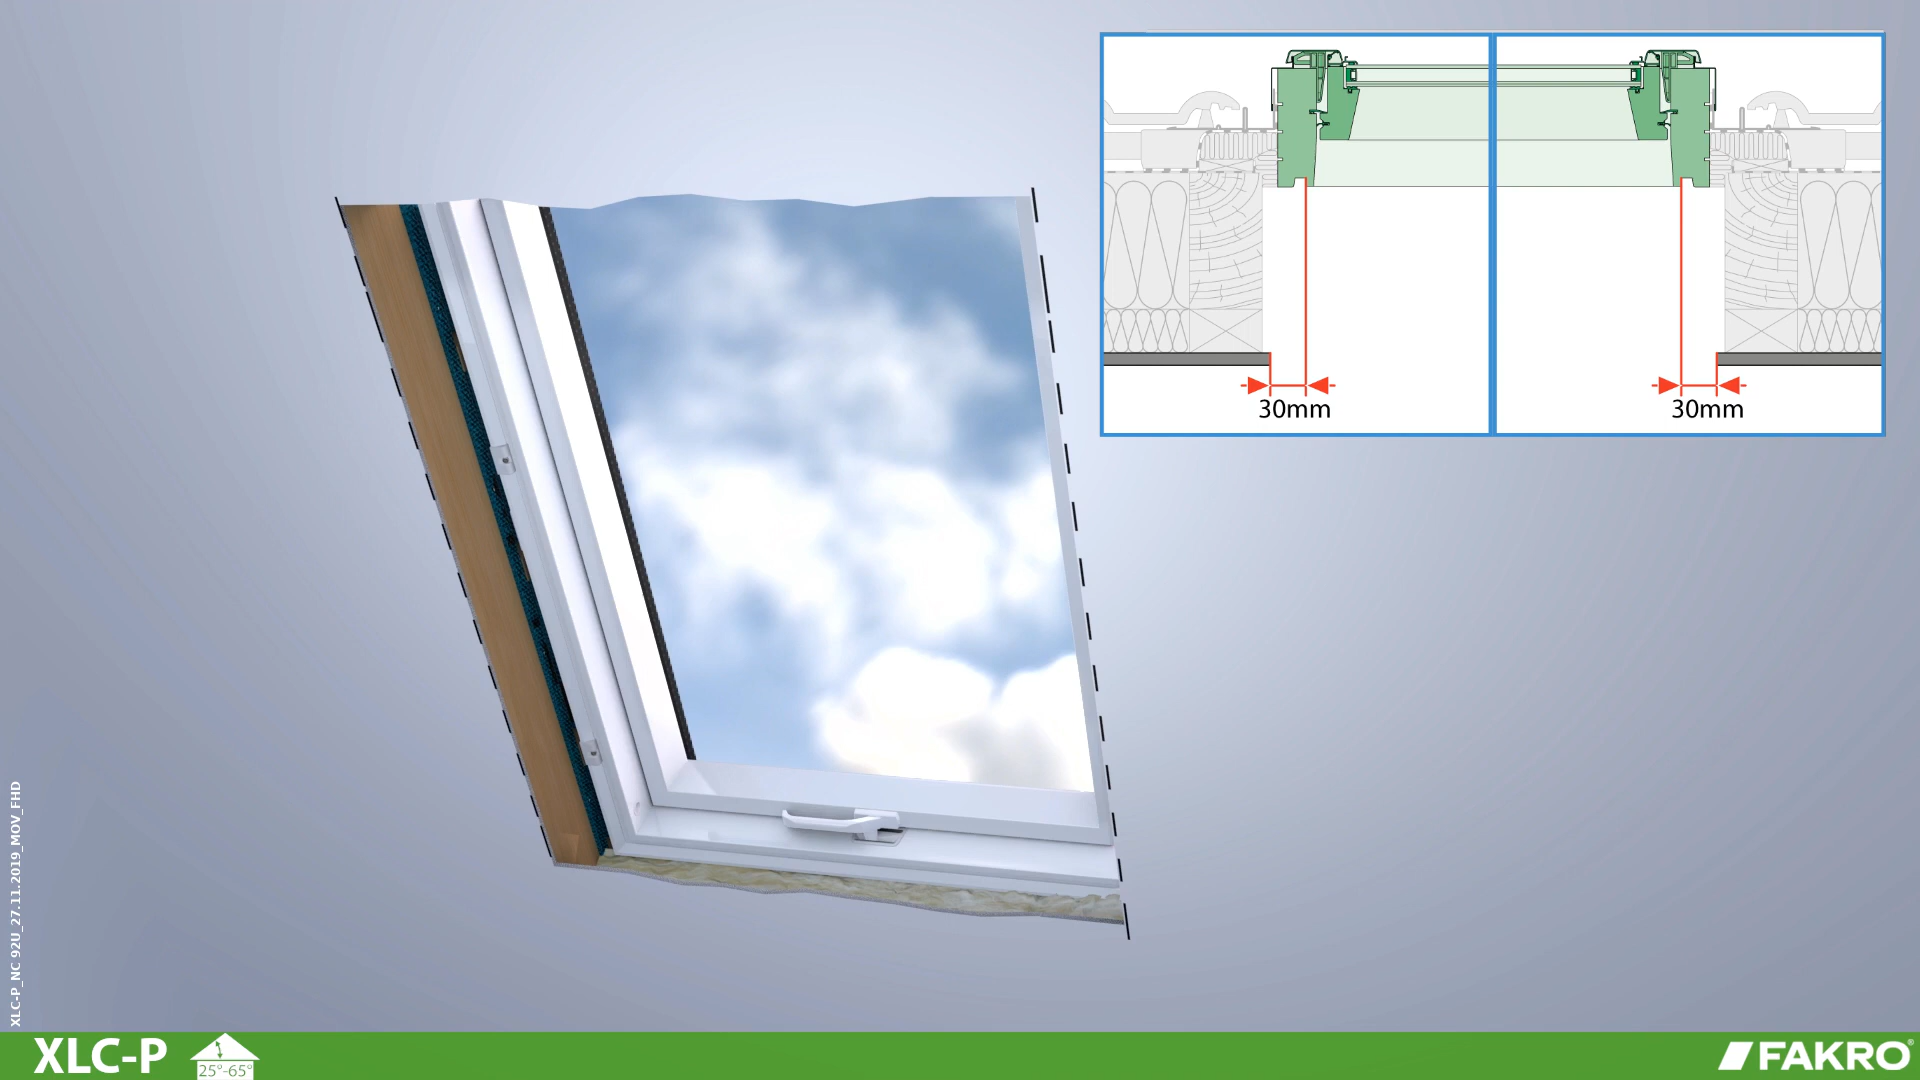 30mm
30mm
XLC-P_NC 92U_27.11.2019_MOV_FHD
XLC-P
25°-65°
FAKRO®